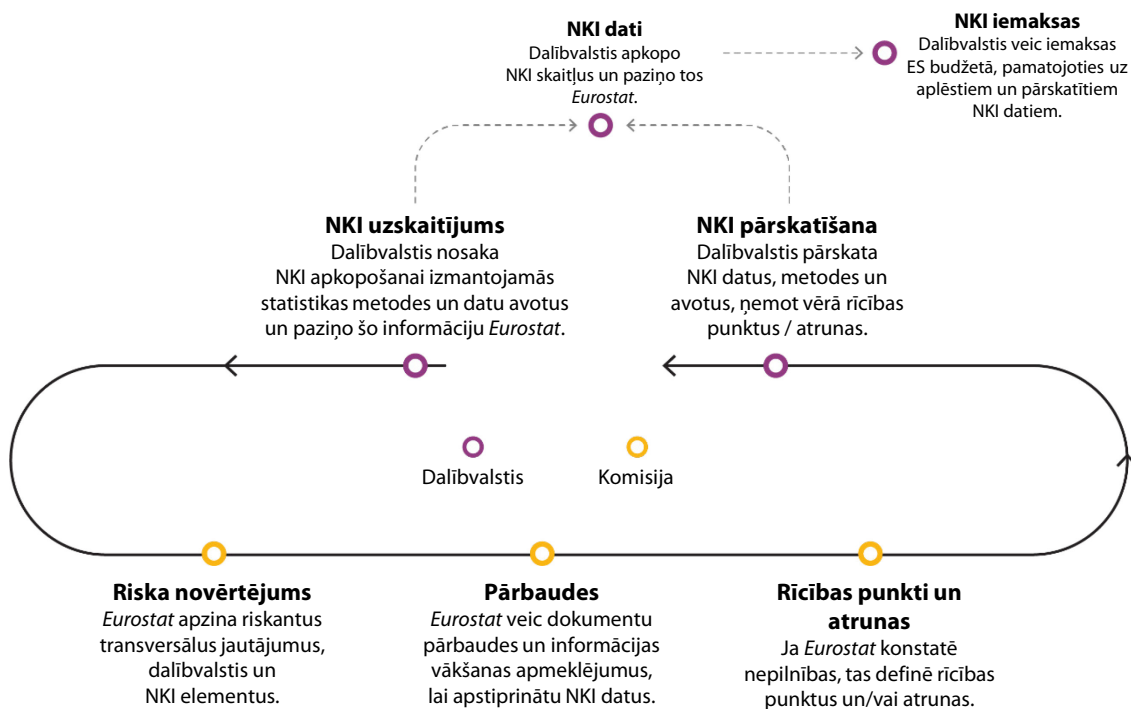 NKI dati
Dalībvalstis apkopo
NKI skaitļus un paziņo tos
Eurostat.
NKI iemaksas
Dalībvalstis veic iemaksas
ES budžetā, pamatojoties uz
aplēstiem un pārskatītiem
NKI datiem.
NKI uzskaitījums
Dalībvalstis nosaka
NKI apkopošanai izmantojamās
statistikas metodes un datu avotus
un paziņo šo informāciju Eurostat.
NKI pārskatīšana
Dalībvalstis pārskata
NKI datus, metodes un
avotus, ņemot vērā rīcības
punktus / atrunas.
Dalībvalstis
Komisija
Riska novērtējums
Eurostat apzina riskantus
transversālus jautājumus,
dalībvalstis un
NKI elementus.
Pārbaudes
Eurostat veic dokumentu
pārbaudes un informācijas
vākšanas apmeklējumus,
lai apstiprinātu NKI datus.
Rīcības punkti un
atrunas
Ja Eurostat konstatē
nepilnības, tas definē rīcības
punktus un/vai atrunas.